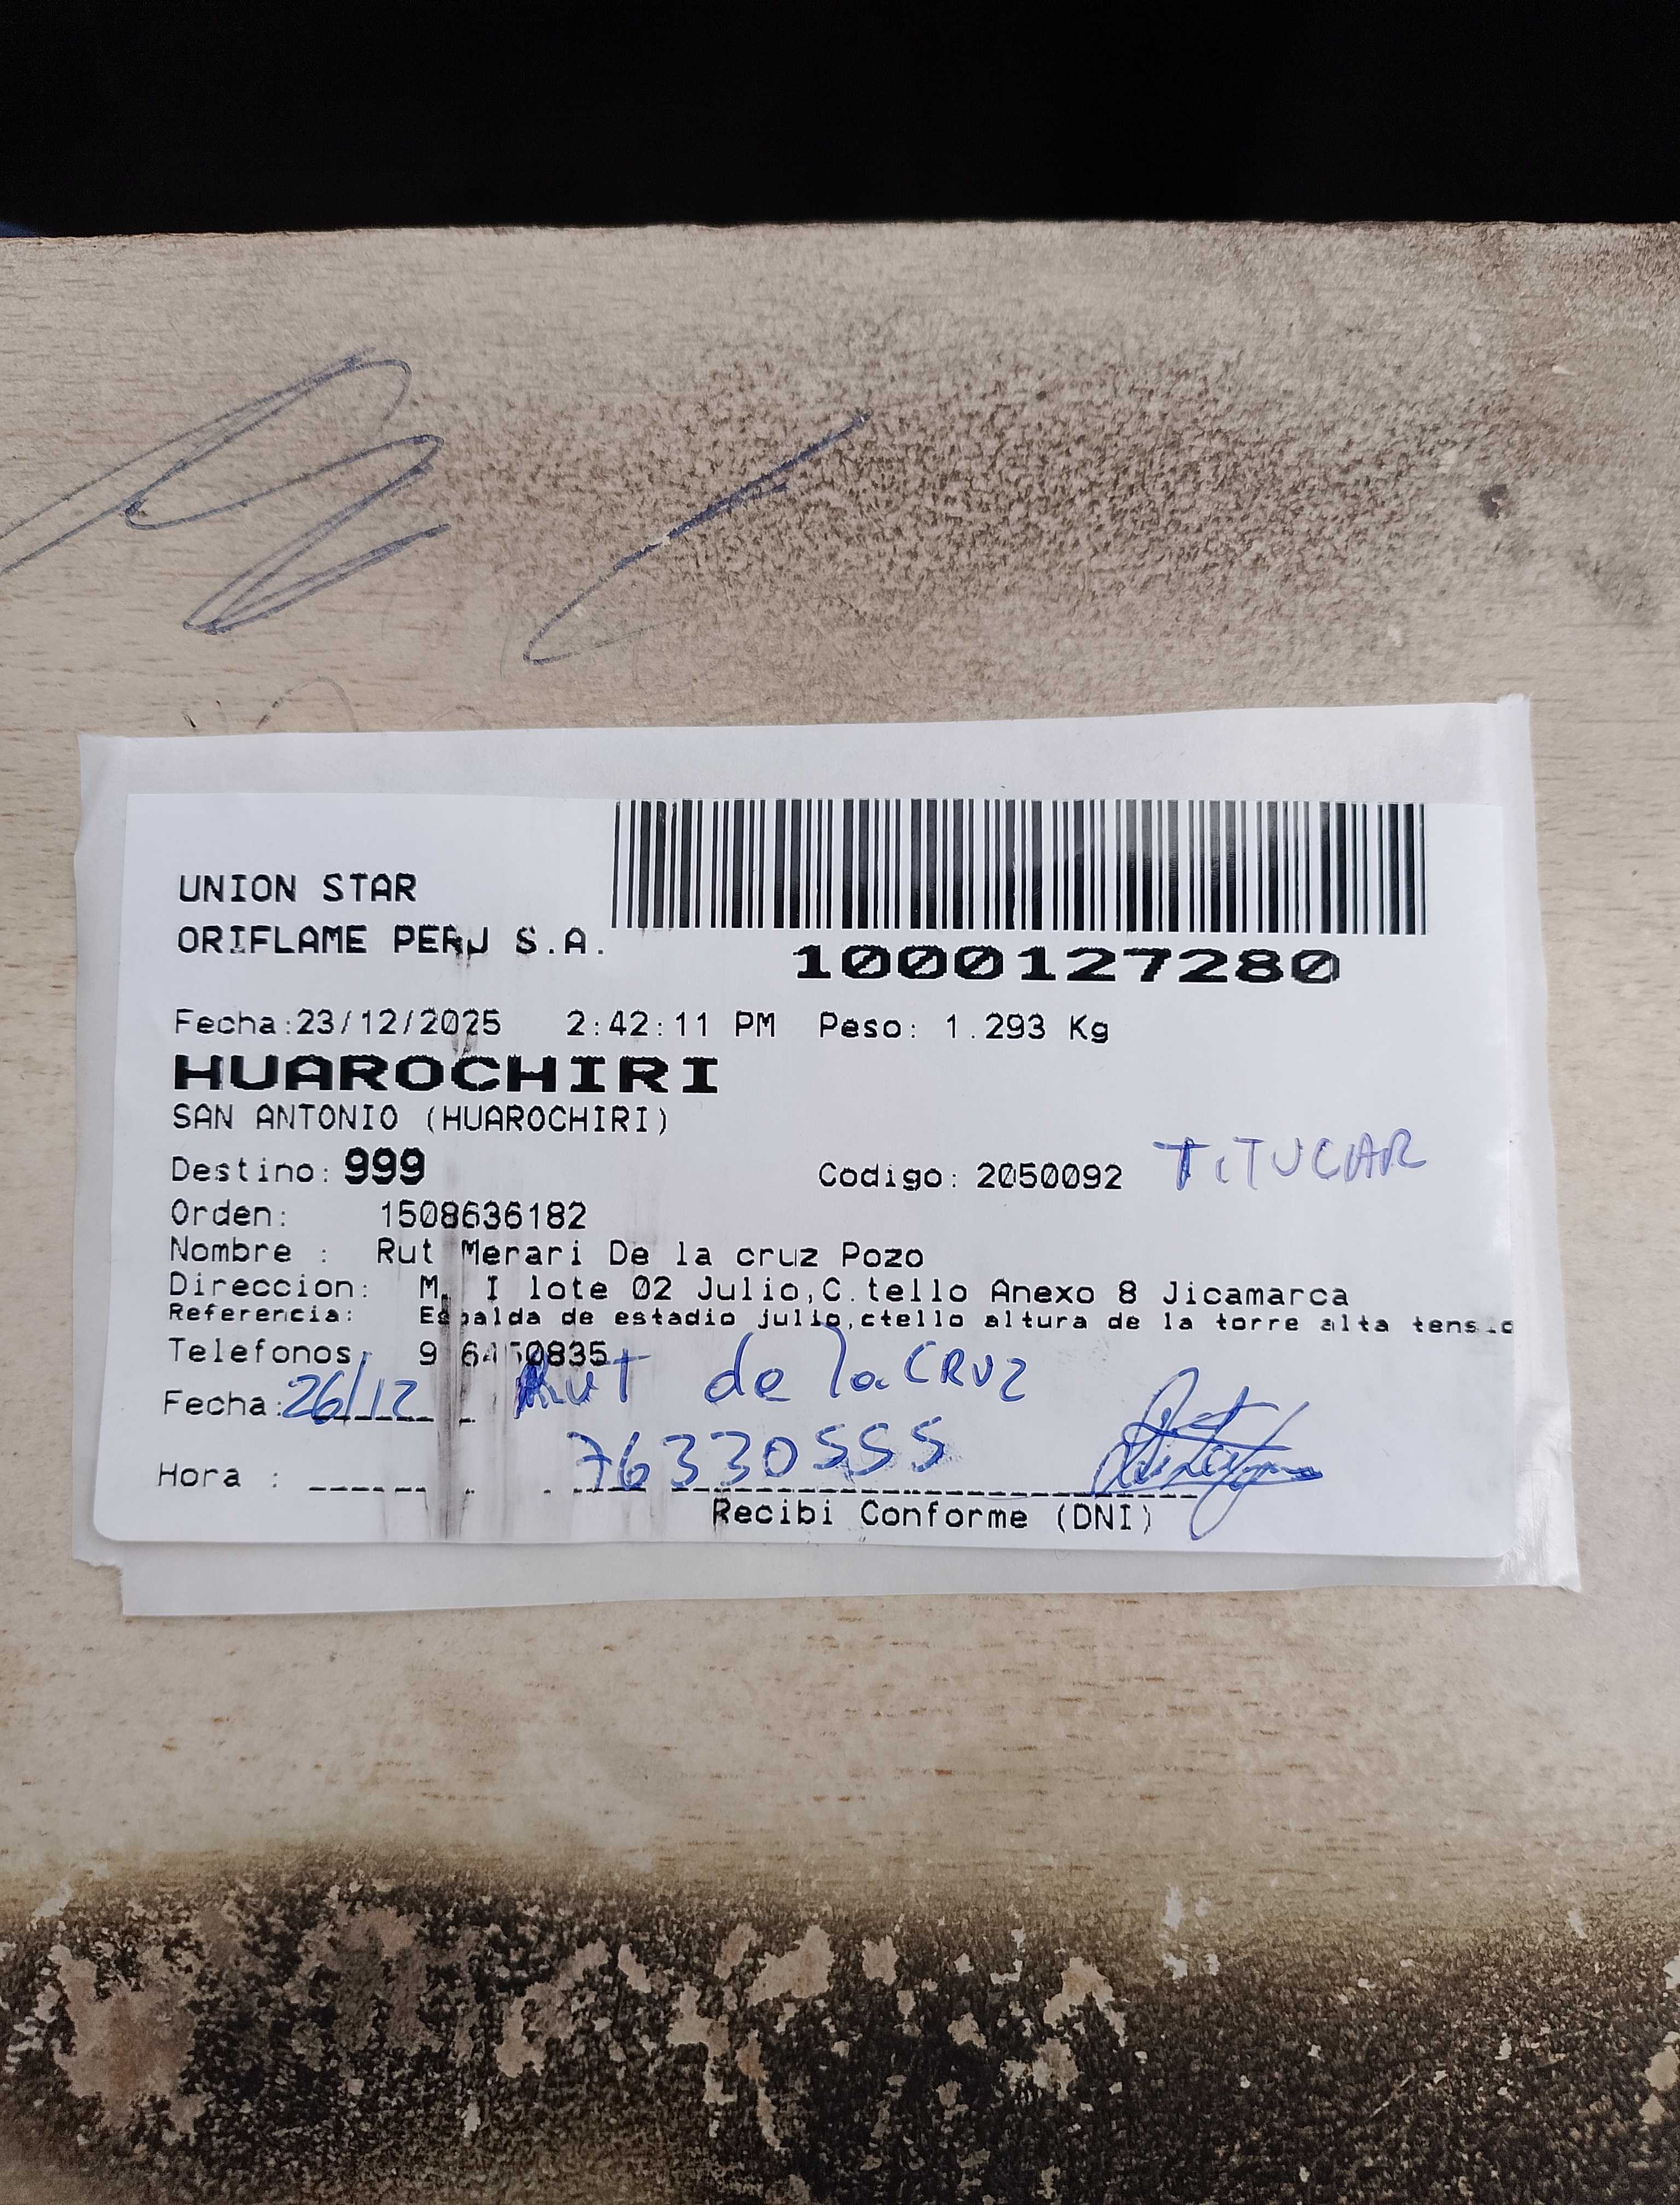 UNION STAR
ORIFLAME PERU S.A.
1000127280
Fecha:23/12/2025 2:42:11 PM Peso: 1.293 Kg
HUAROCHIRI
SAN ANTONIO (HUAROCHIRI)
Destino: 999 Codigo: 2050092 TiTULAR
Orden: 1508636182
Nombre : Rut Merari De la cruz Pozo
Direccion: I lote 02 Julio,C.tello Anexo 8 Jicamarca
Referencia: Espalda de estadio julio,ctello altura de la torre alta
Telefonos
Fecha: 26/12 Rut de la CRUZ
Hora : 76330555
Recibi Conforme (DNI)